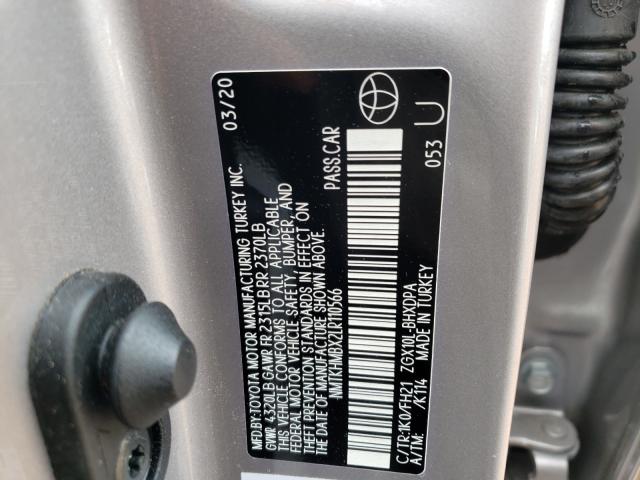 MFD.BY:TOYOTA MOTOR MANUFACTURING TURKEY INC. 03/20
GVWR 4320LB GAWR FR 2315LB RR 2370LB
THIS VEHICLE CONFORMS TO ALL APPLICABLE
FEDERAL MOTOR VEHICLE SAFETY, BUMPER, AND
THEFT PREVENTION STANDARDS IN EFFECT ON
THE DATE OF MANUFACTURE SHOWN ABOVE.
NMTKHMBX2LR110566 PASS.CAR
C/TR:1K0/FH21 ZGX10L-BHXDPA 053 U
A/TM: /K114 MADE IN TURKEY